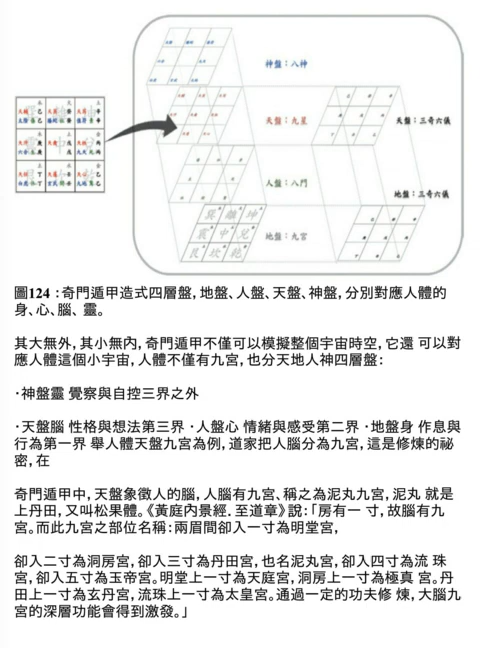 神盤：八神
天盤：九星
天盤：三奇六儀
地盤：三奇六儀
人盤：八門
地盤：九宮
巽 離 坤
震 中 兌
艮 坎 乾
圖124 ：奇門遁甲造式四層盤，地盤、人盤、天盤、神盤，分別對應人體的
身、心、腦、 靈。
其大無外，其小無內，奇門遁甲不僅可以模擬整個宇宙時空，它還 可以對
應人體這個小宇宙，人體不僅有九宮，也分天地人神四層盤：
·神盤靈 覺察與自控三界之外
·天盤腦 性格與想法第三界 ·人盤心 情緒與感受第二界 ·地盤身 作息與
行為第一界 舉人體天盤九宮為例，道家把人腦分為九宮，這是修煉的祕
密，在
奇門遁甲中，天盤象徵人的腦，人腦有九宮、稱之為泥丸九宮，泥丸 就是
上丹田，又叫松果體。《黃庭內景經．至道章》說：「房有一 寸，故腦有九
宮。而此九宮之部位名稱：兩眉間卻入一寸為明堂宮，
卻入二寸為洞房宮，卻入三寸為丹田宮，也名泥丸宮，卻入四寸為流 珠
宮，卻入五寸為玉帝宮。明堂上一寸為天庭宮，洞房上一寸為極真 宮。丹
田上一寸為玄丹宮，流珠上一寸為太皇宮。通過一定的功夫修 煉，大腦九
宮的深層功能會得到激發。」